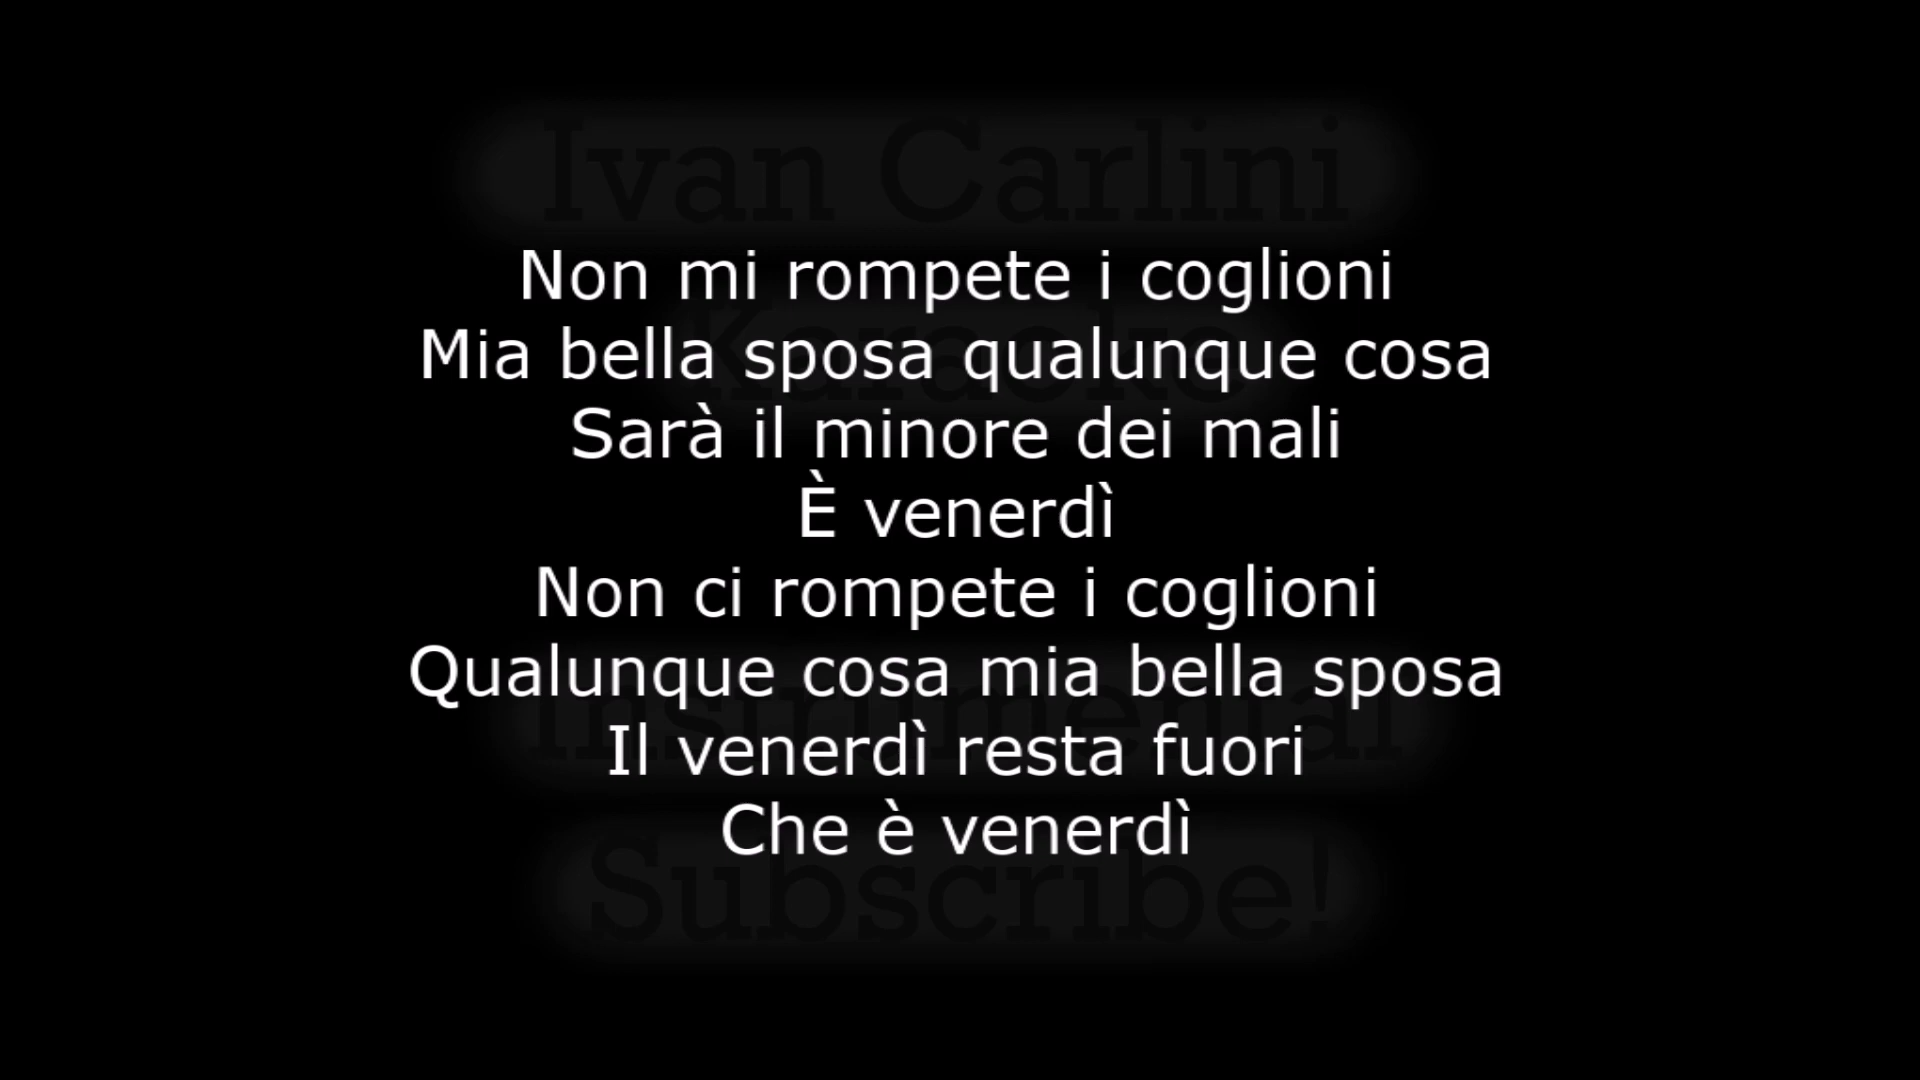 Ivan Carlini
Non mi rompete i coglioni
Karaoke
Mia bella sposa qualunque cosa
Sarà il minore dei mali
È venerdì
Non ci rompete i coglioni
Qualunque cosa mia bella sposa
Instrumental
Il venerdì resta fuori
Che è venerdì
Subscribe!